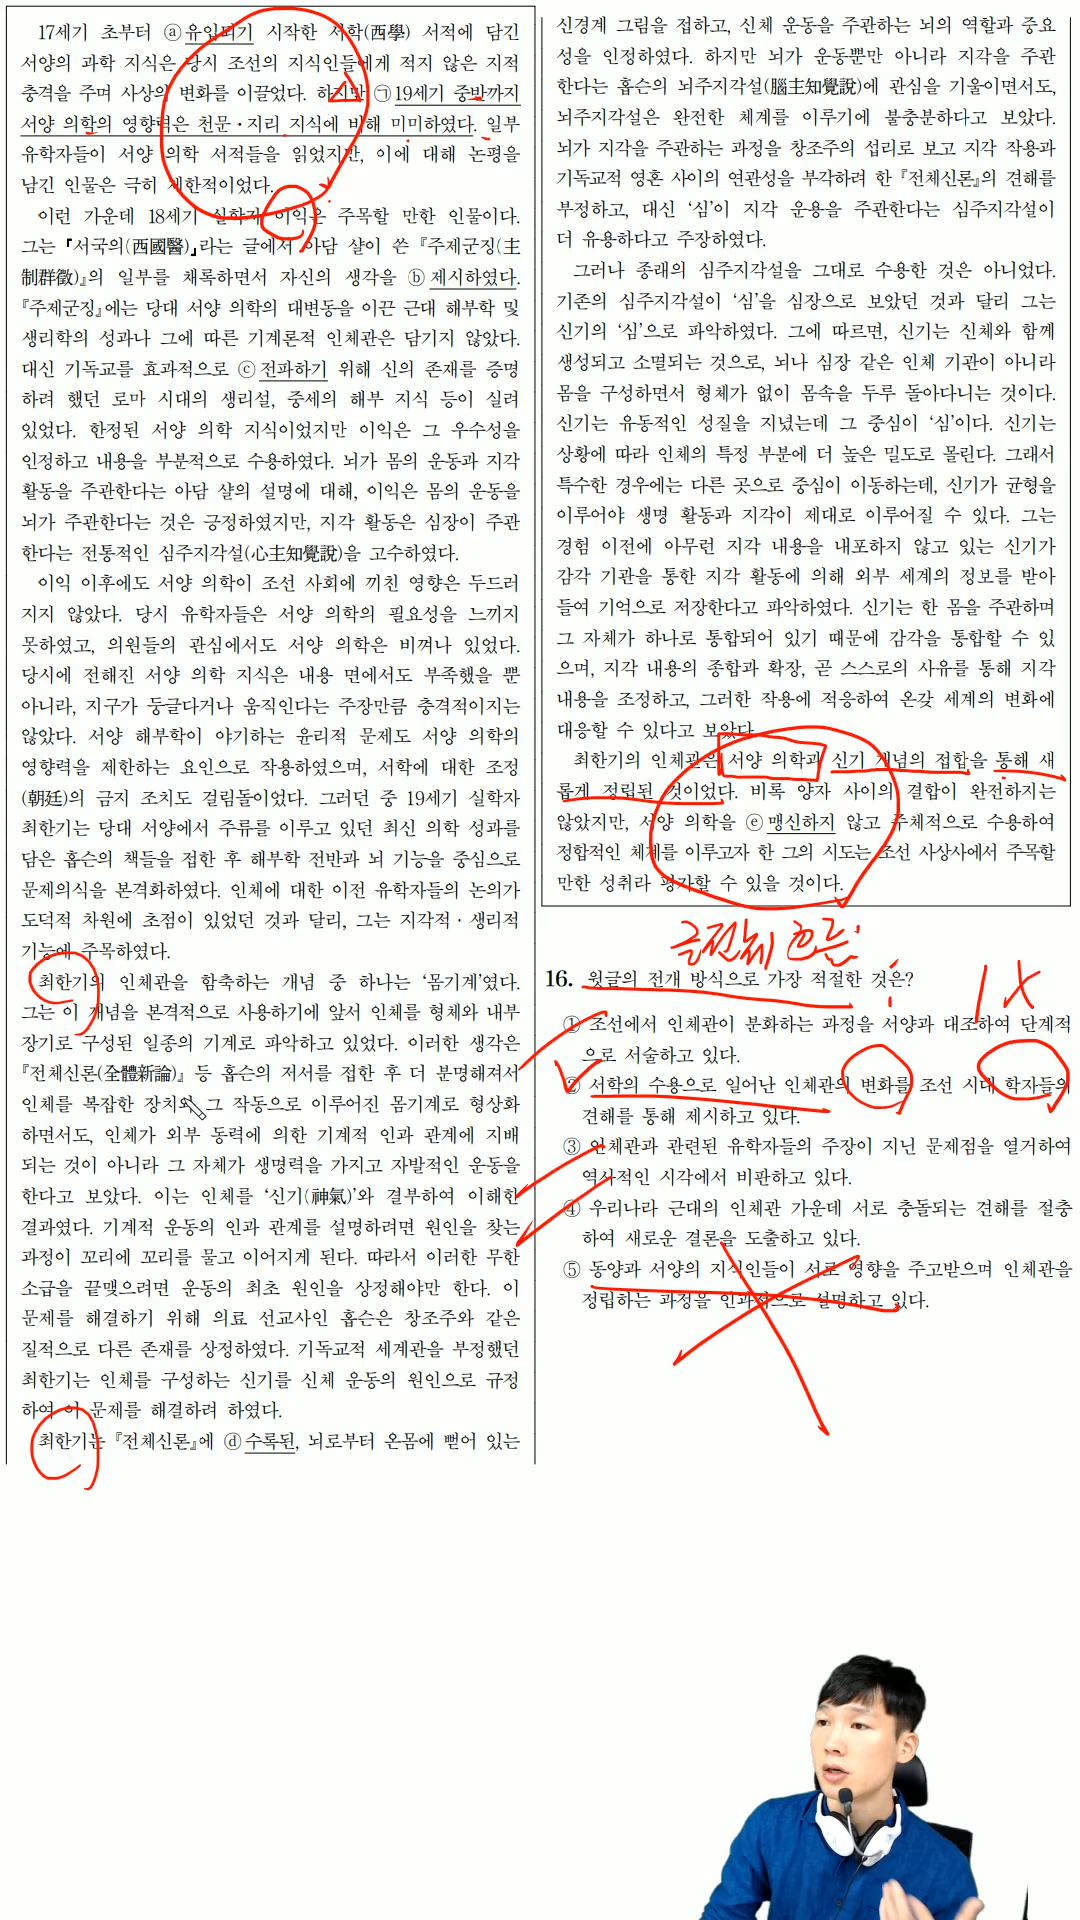 17세기 초부터 ⓐ유입되기 시작한 서학(西學) 서적에 담긴
서양의 과학 지식은 당시 조선의 지식인들에게 적지 않은 지적
충격을 주며 사상의 변화를 이끌었다. 하지만 ㉠19세기 중반까지
서양 의학의 영향력은 천문·지리 지식에 비해 미미하였다. 일부
유학자들이 서양 의학 서적들을 읽었지만, 이에 대해 논평을
남긴 인물은 극히 제한적이었다.
이런 가운데 18세기 실학자 이익은 주목할 만한 인물이다.
그는 『서국의(西國醫)』라는 글에서 아담 샬이 쓴 『주제군징(主
制群徵)』의 일부를 채록하면서 자신의 생각을 ⓑ제시하였다.
『주제군징』에는 당대 서양 의학의 대변동을 이끈 근대 해부학 및
생리학의 성과나 그에 따른 기계론적 인체관은 담기지 않았다.
대신 기독교를 효과적으로 ⓒ전파하기 위해 신의 존재를 증명
하려 했던 로마 시대의 생리설, 중세의 해부 지식 등이 실려
있었다. 한정된 서양 의학 지식이었지만 이익은 그 우수성을
인정하고 내용을 부분적으로 수용하였다. 뇌가 몸의 운동과 지각
활동을 주관한다는 아담 샬의 설명에 대해, 이익은 몸의 운동을
뇌가 주관한다는 것은 긍정하였지만, 지각 활동은 심장이 주관
한다는 전통적인 심주지각설(心主知覺說)을 고수하였다.
이익 이후에도 서양 의학이 조선 사회에 끼친 영향은 두드러
지지 않았다. 당시 유학자들은 서양 의학의 필요성을 느끼지
못하였고, 의원들의 관심에서도 서양 의학은 비껴나 있었다.
당시에 전해진 서양 의학 지식은 내용 면에서도 부족했을 뿐
아니라, 지구가 둥글다거나 움직인다는 주장만큼 충격적이지는
않았다. 서양 해부학이 야기하는 윤리적 문제도 서양 의학의
영향력을 제한하는 요인으로 작용하였으며, 서학에 대한 조정
(朝廷)의 금지 조치도 걸림돌이었다. 그러던 중 19세기 실학자
최한기는 당대 서양에서 주류를 이루고 있던 최신 의학 성과를
담은 홉슨의 책들을 접한 후 해부학 전반과 뇌 기능을 중심으로
문제의식을 본격화하였다. 인체에 대한 이전 유학자들의 논의가
도덕적 차원에 초점이 있었던 것과 달리, 그는 지각적·생리적
기능에 주목하였다.
최한기의 인체관을 함축하는 개념 중 하나는 '몸기계'였다.
그는 이 개념을 본격적으로 사용하기에 앞서 인체를 형체와 내부
장기로 구성된 일종의 기계로 파악하고 있었다. 이러한 생각은
『전체신론(全體新論)』 등 홉슨의 저서를 접한 후 더 분명해져서
인체를 복잡한 장치와 그 작동으로 이루어진 몸기계로 형상화
하면서도, 인체가 외부 동력에 의한 기계적 인과 관계에 지배
되는 것이 아니라 그 자체가 생명력을 가지고 자발적인 운동을
한다고 보았다. 이는 인체를 '신기(神氣)'와 결부하여 이해한
결과였다. 기계적 운동의 인과 관계를 설명하려면 원인을 찾는
과정이 꼬리에 꼬리를 물고 이어지게 된다. 따라서 이러한 무한
소급을 끝맺으려면 운동의 최초 원인을 상정해야만 한다. 이
문제를 해결하기 위해 의료 선교사인 홉슨은 창조주와 같은
질적으로 다른 존재를 상정하였다. 기독교적 세계관을 부정했던
최한기는 인체를 구성하는 신기를 신체 운동의 원인으로 규정
하여 이 문제를 해결하려 하였다.
최한기는 『전체신론』에 ⓓ수록된, 뇌로부터 온몸에 뻗어 있는
신경계 그림을 접하고, 신체 운동을 주관하는 뇌의 역할과 중요
성을 인정하였다. 하지만 뇌가 운동뿐만 아니라 지각을 주관
한다는 홉슨의 뇌주지각설(腦主知覺說)에 관심을 기울이면서도,
뇌주지각설은 완전한 체계를 이루기에 불충분하다고 보았다.
뇌가 지각을 주관하는 과정을 창조주의 섭리로 보고 지각 작용과
기독교적 영혼 사이의 연관성을 부각하려 한 『전체신론』의 견해를
부정하고, 대신 '심'이 지각 운용을 주관한다는 심주지각설이
더 유용하다고 주장하였다.
그러나 종래의 심주지각설을 그대로 수용한 것은 아니었다.
기존의 심주지각설이 '심'을 심장으로 보았던 것과 달리 그는
신기의 '심'으로 파악하였다. 그에 따르면, 신기는 신체와 함께
생성되고 소멸되는 것으로, 뇌나 심장 같은 인체 기관이 아니라
몸을 구성하면서 형체가 없이 몸속을 두루 돌아다니는 것이다.
신기는 유동적인 성질을 지녔는데 그 중심이 '심'이다. 신기는
상황에 따라 인체의 특정 부분에 더 높은 밀도로 몰린다. 그래서
특수한 경우에는 다른 곳으로 중심이 이동하는데, 신기가 균형을
이루어야 생명 활동과 지각이 제대로 이루어질 수 있다. 그는
경험 이전에 아무런 지각 내용을 내포하지 않고 있는 신기가
감각 기관을 통한 지각 활동에 의해 외부 세계의 정보를 받아
들여 기억으로 저장한다고 파악하였다. 신기는 한 몸을 주관하며
그 자체가 하나로 통합되어 있기 때문에 감각을 통합할 수 있
으며, 지각 내용의 종합과 확장, 곧 스스로의 사유를 통해 지각
내용을 조정하고, 그러한 작용에 적응하여 온갖 세계의 변화에
대응할 수 있다고 보았다.
최한기의 인체관은 서양 의학과 신기 개념의 접합을 통해 새
롭게 정립된 것이었다. 비록 양자 사이의 결합이 완전하지는
않았지만, 서양 의학을 ⓔ맹신하지 않고 주체적으로 수용하여
정합적인 체계를 이루고자 한 그의 시도는 조선 사상사에서 주목할
만한 성취라 평가할 수 있을 것이다.
글전체 흐름
16. 윗글의 전개 방식으로 가장 적절한 것은?
① 조선에서 인체관이 분화하는 과정을 서양과 대조하여 단계적
으로 서술하고 있다.
② 서학의 수용으로 일어난 인체관의 변화를 조선 시대 학자들의
견해를 통해 제시하고 있다.
③ 인체관과 관련된 유학자들의 주장이 지닌 문제점을 열거하여
역사적인 시각에서 비판하고 있다.
④ 우리나라 근대의 인체관 가운데 서로 충돌되는 견해를 절충
하여 새로운 결론을 도출하고 있다.
⑤ 동양과 서양의 지식인들이 서로 영향을 주고받으며 인체관을
정립하는 과정을 인과적으로 설명하고 있다.